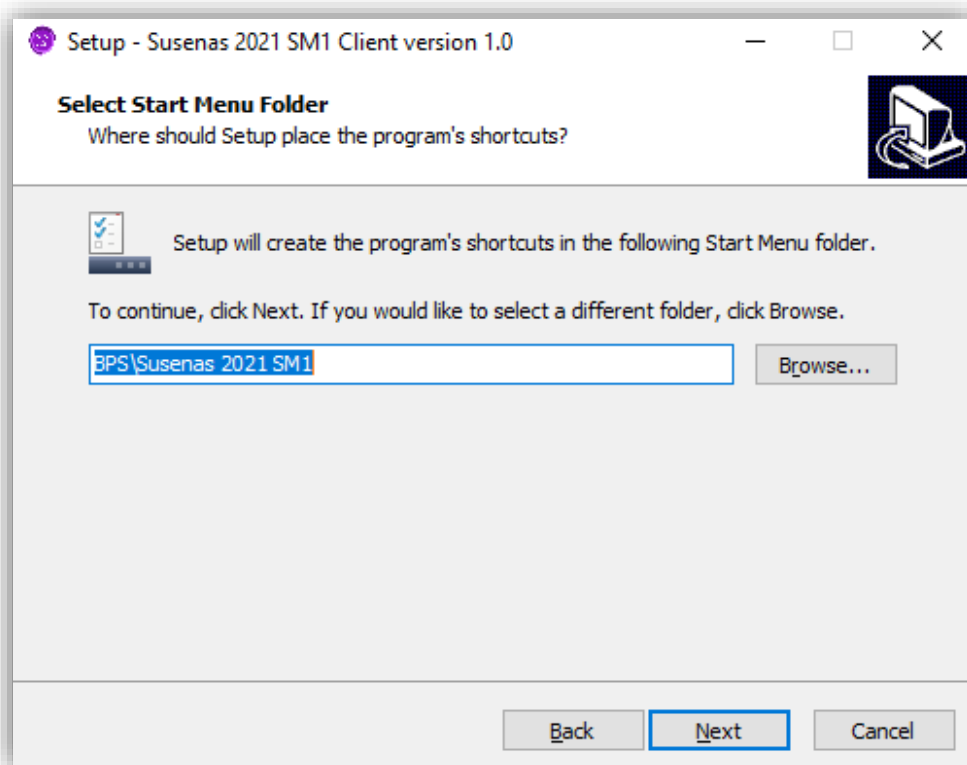 Setup - Susenas 2021 SM1 Client version 1.0
Select Start Menu Folder
Where should Setup place the program's shortcuts?
Setup will create the program's shortcuts in the following Start Menu folder.
To continue, click Next. If you would like to select a different folder, click Browse.
BPS\Susenas 2021 SM1
Browse...
Back
Next
Cancel